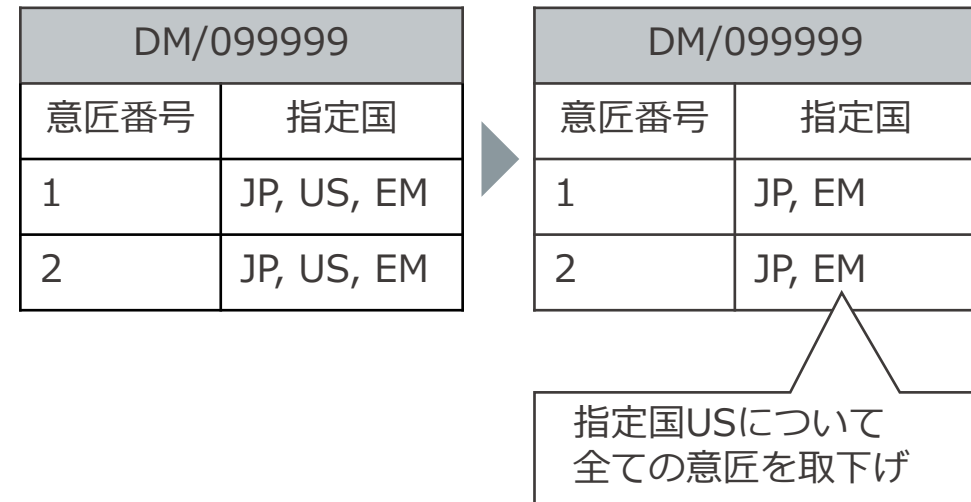 DM/099999
意匠番号 指定国
1 JP, US, EM
2 JP, US, EM
DM/099999
意匠番号 指定国
1 JP, EM
2 JP, EM
指定国USについて
全ての意匠を取下げ